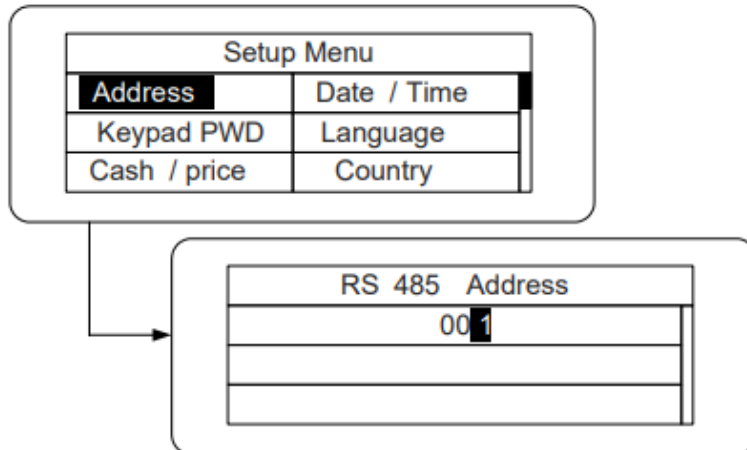 Setup Menu
Address Date / Time
Keypad PWD Language
Cash / price Country
RS 485 Address
001